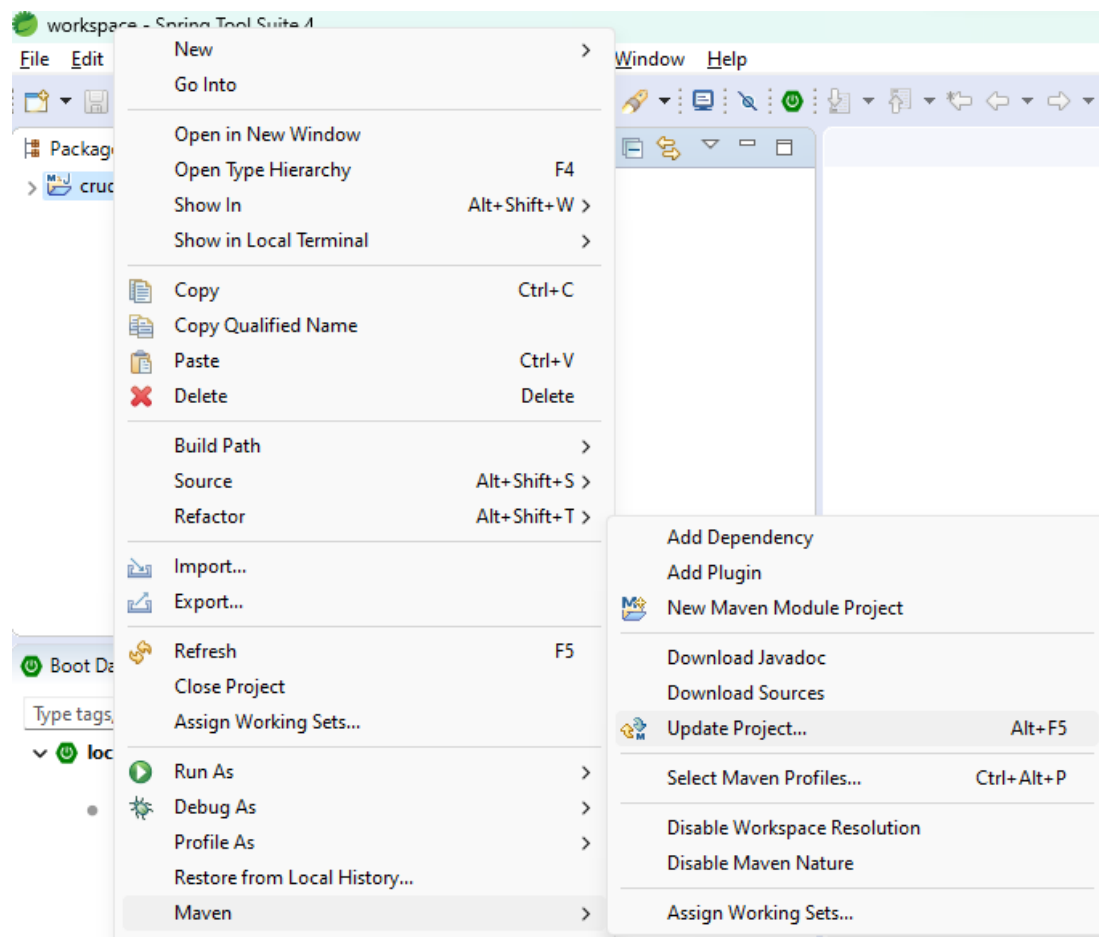 workspace - Spring Tool Suite 4
File Edit Window Help
Packag
cruc
New
Go Into
Open in New Window
Open Type Hierarchy F4
Show In Alt+Shift+W
Show in Local Terminal
Copy Ctrl+C
Copy Qualified Name
Paste Ctrl+V
Delete Delete
Build Path
Source Alt+Shift+S
Refactor Alt+Shift+T
Import...
Export...
Refresh F5
Close Project
Assign Working Sets...
Run As
Debug As
Profile As
Restore from Local History...
Maven
Add Dependency
Add Plugin
New Maven Module Project
Download Javadoc
Download Sources
Update Project... Alt+F5
Select Maven Profiles... Ctrl+Alt+P
Disable Workspace Resolution
Disable Maven Nature
Assign Working Sets...
Boot Da
Type tags,
loc